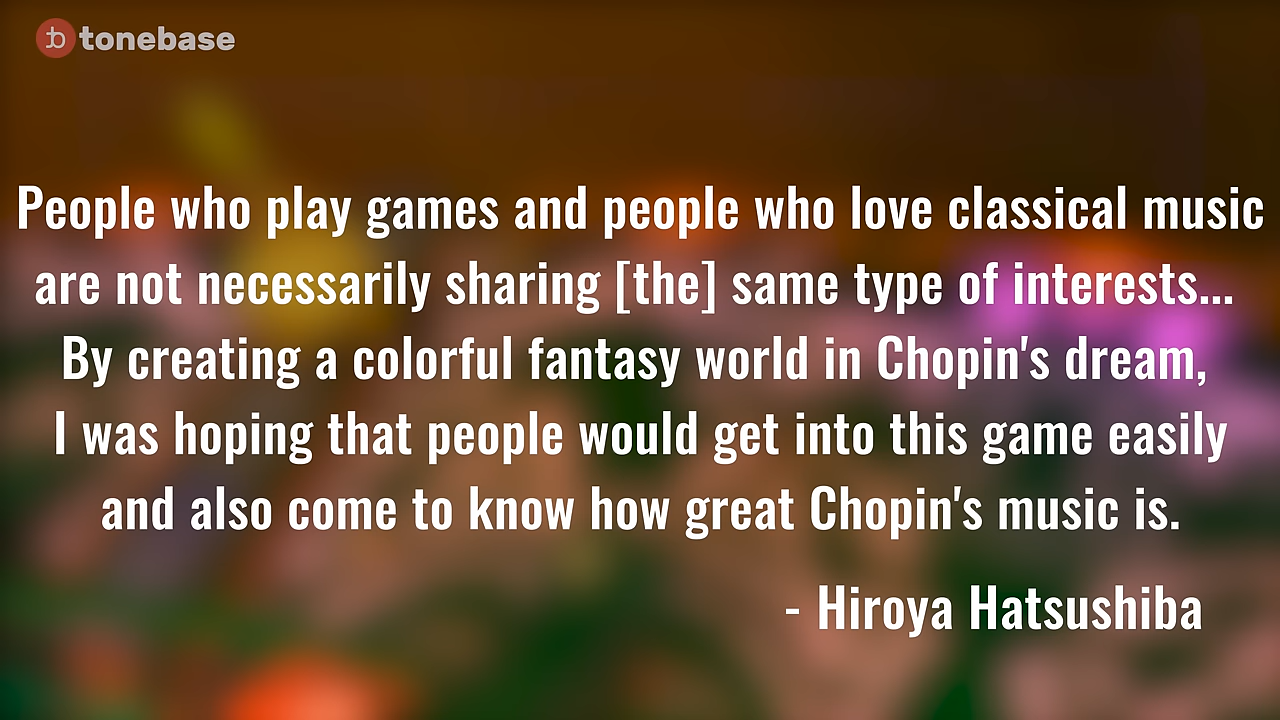 tonebase
People who play games and people who love classical music
are not necessarily sharing [the] same type of interests...
By creating a colorful fantasy world in Chopin's dream,
I was hoping that people would get into this game easily
and also come to know how great Chopin's music is.
- Hiroya Hatsushiba